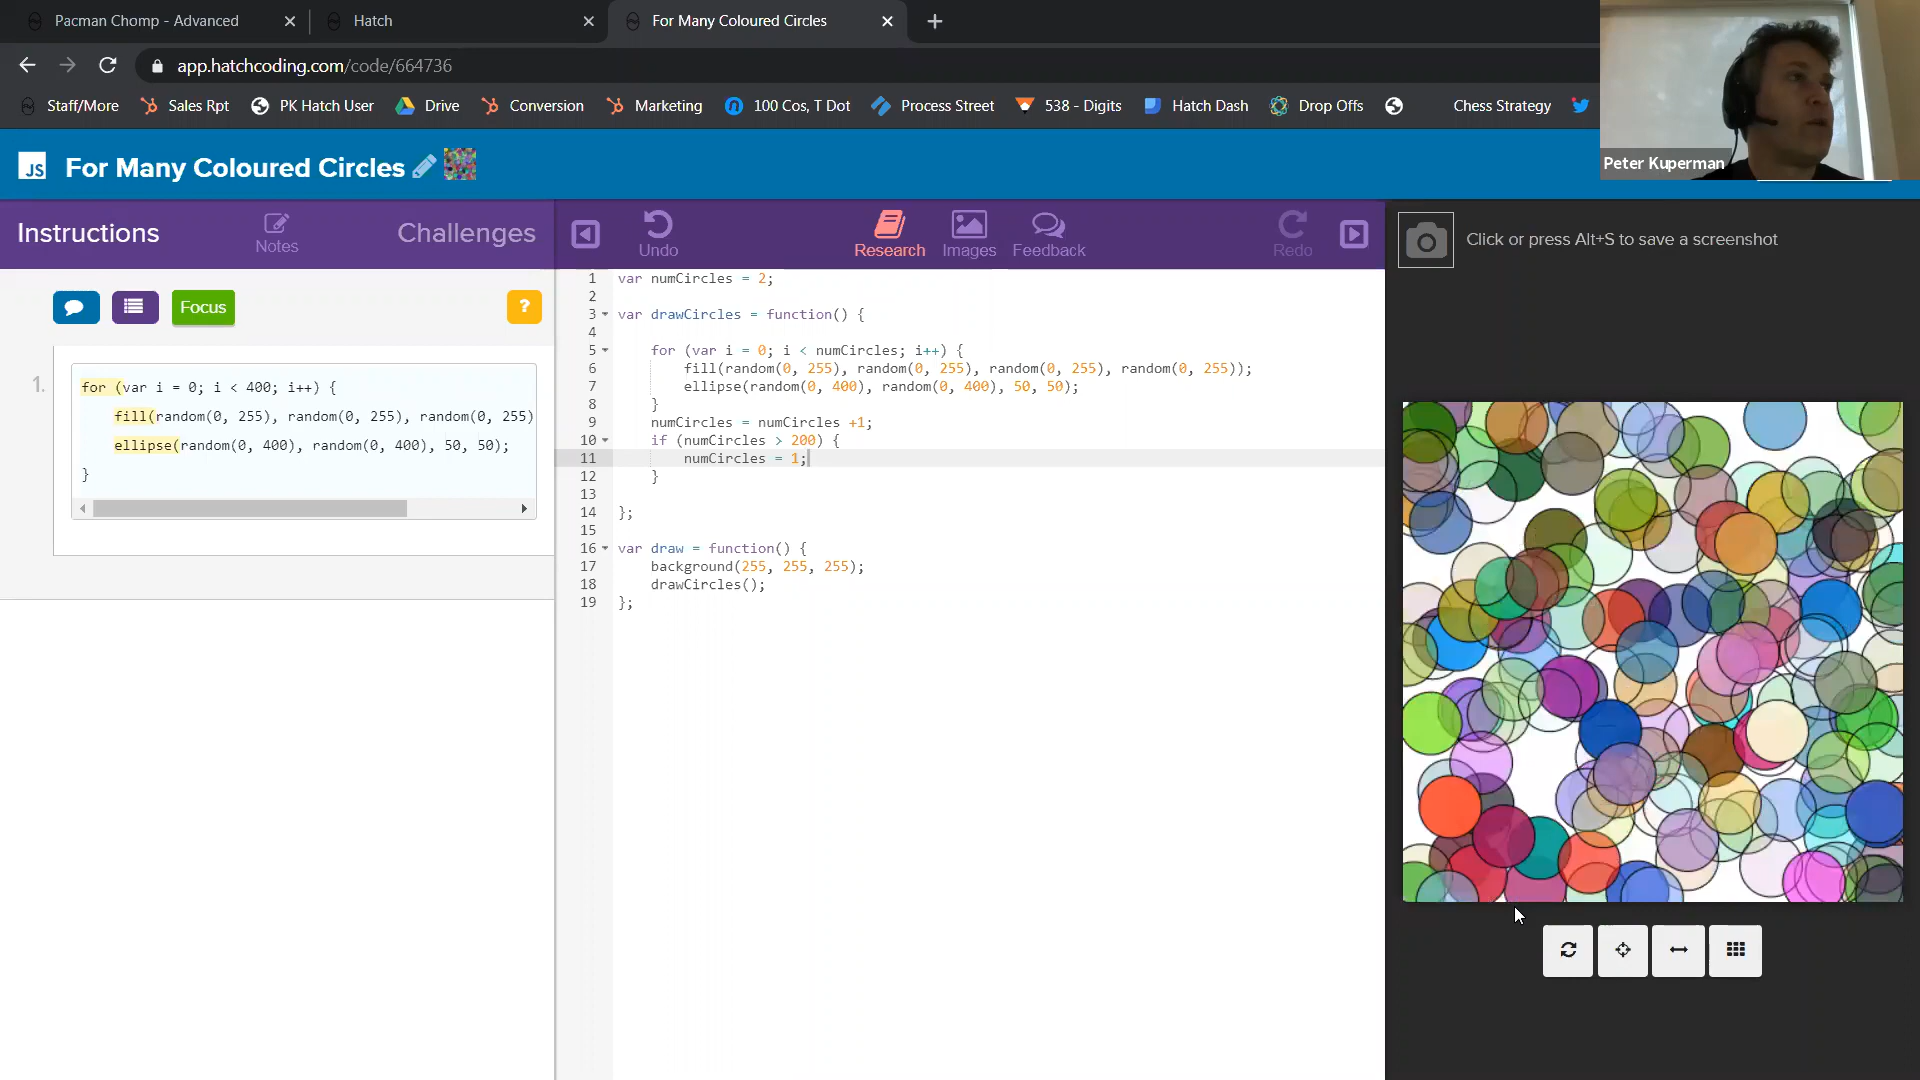 Pacman Chomp - Advanced
Hatch
For Many Coloured Circles
app.hatchcoding.com/code/664736
Staff/More
Sales Rpt
PK Hatch User
Drive
Conversion
Marketing
100 Cos, T Dot
Process Street
538 - Digits
Hatch Dash
Drop Offs
Chess Strategy
Peter Kuperman
JS
For Many Coloured Circles
Instructions
Notes
Challenges
Undo
Research
Images
Feedback
Redo
Click or press Alt+S to save a screenshot
Focus
?
1.
for (var i = 0; i < 400; i++) {
fill(random(0, 255), random(0, 255), random(0, 255)
ellipse(random(0, 400), random(0, 400), 50, 50);
}
1 var numCircles = 2;
2
3 var drawCircles = function() {
4
5 for (var i = 0; i < numCircles; i++) {
6 fill(random(0, 255), random(0, 255), random(0, 255), random(0, 255));
7 ellipse(random(0, 400), random(0, 400), 50, 50);
8 }
9 numCircles = numCircles +1;
10 if (numCircles > 200) {
11 numCircles = 1;
12 }
13
14 };
15
16 var draw = function() {
17 background(255, 255, 255);
18 drawCircles();
19 };